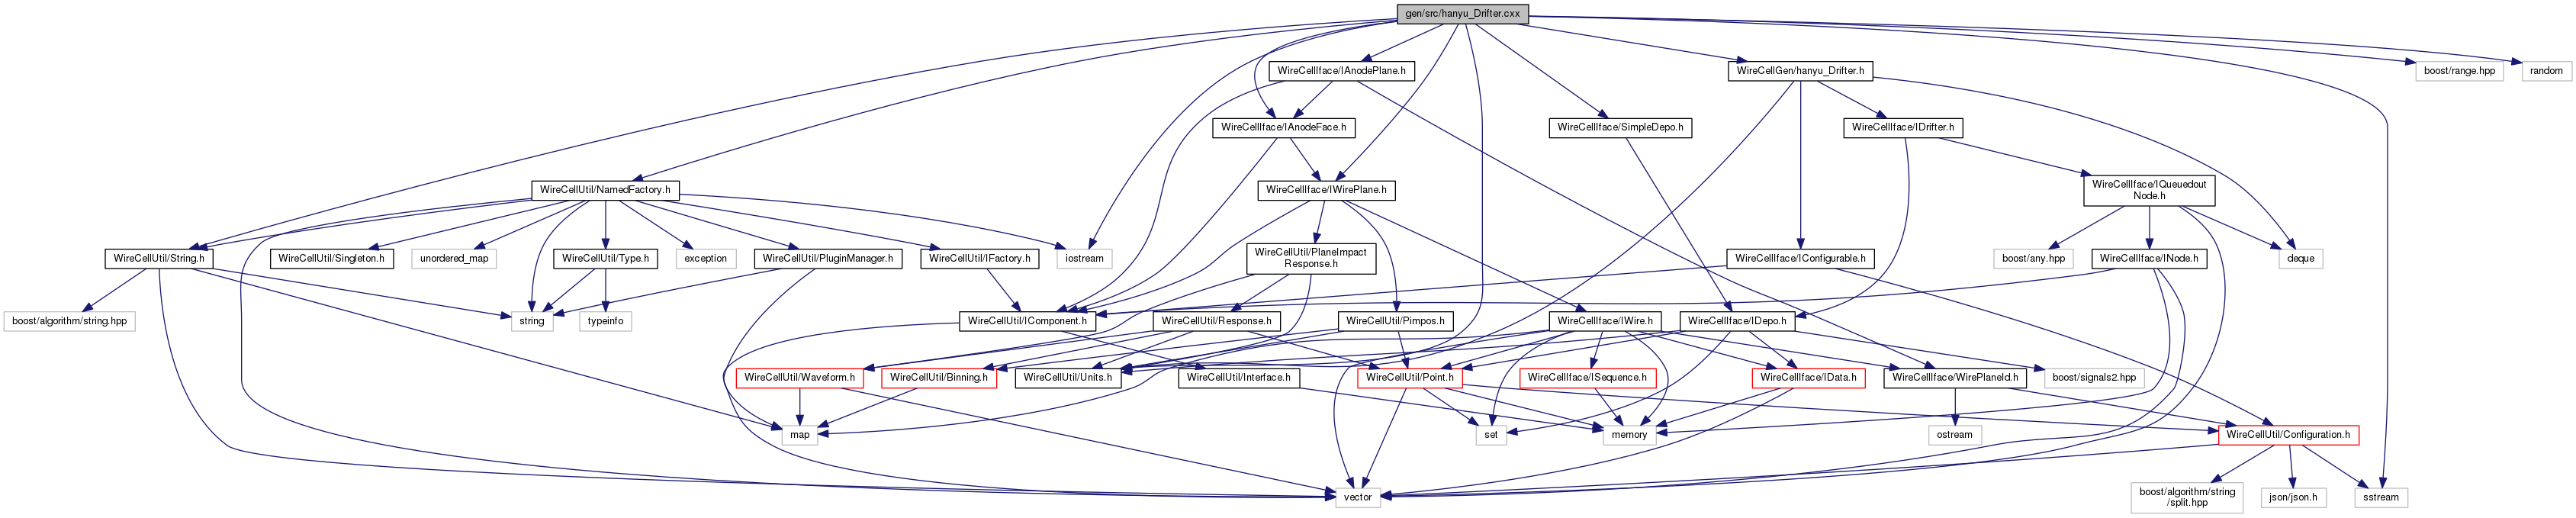 gen/src/hanyu_Drifter.cxx
WireCellIface/IAnodePlane.h
WireCellGen/hanyu_Drifter.h
boost/range.hpp
random
WireCellIface/IAnodeFace.h
WireCellIface/SimpleDepo.h
WireCellIface/IDrifter.h
WireCellUtil/NamedFactory.h
WireCellIface/IWirePlane.h
WireCellIface/IQueuedout
Node.h
WireCellUtil/String.h
WireCellUtil/Singleton.h
unordered_map
WireCellUtil/Type.h
exception
WireCellUtil/PluginManager.h
WireCellUtil/IFactory.h
iostream
WireCellUtil/PlaneImpact
Response.h
WireCellIface/IConfigurable.h
boost/any.hpp
WireCellIface/INode.h
deque
boost/algorithm/string.hpp
string
typeinfo
WireCellUtil/IComponent.h
WireCellUtil/Response.h
WireCellUtil/Pimpos.h
WireCellIface/IWire.h
WireCellIface/IDepo.h
WireCellUtil/Waveform.h
WireCellUtil/Binning.h
WireCellUtil/Units.h
WireCellUtil/Interface.h
WireCellUtil/Point.h
WireCellIface/ISequence.h
WireCellIface/IData.h
WireCellIface/WirePlaneId.h
boost/signals2.hpp
map
set
memory
ostream
WireCellUtil/Configuration.h
vector
boost/algorithm/string
/split.hpp
json/json.h
sstream